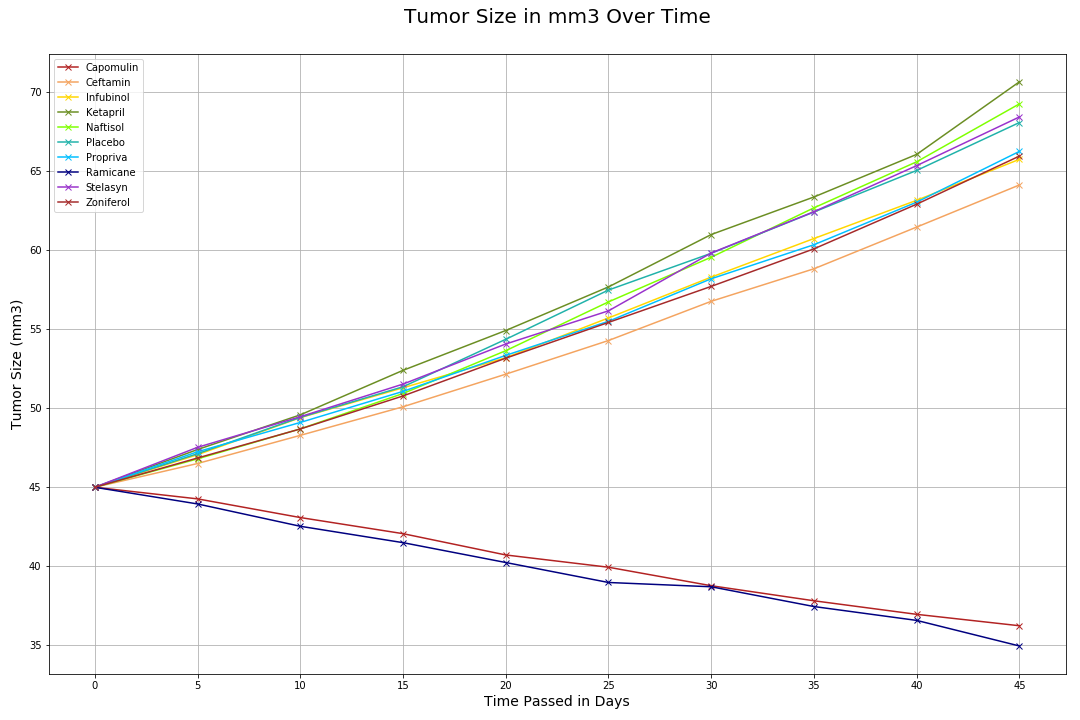 Tumor Size in mm3 Over Time
Capomulin
Ceftamin
Infubinol
Ketapril
Naftisol
Placebo
Propriva
Ramicane
Stelasyn
Zoniferol
Tumor Size (mm3)
70
65
60
55
50
45
40
35
0 5 10 15 20 25 30 35 40 45
Time Passed in Days